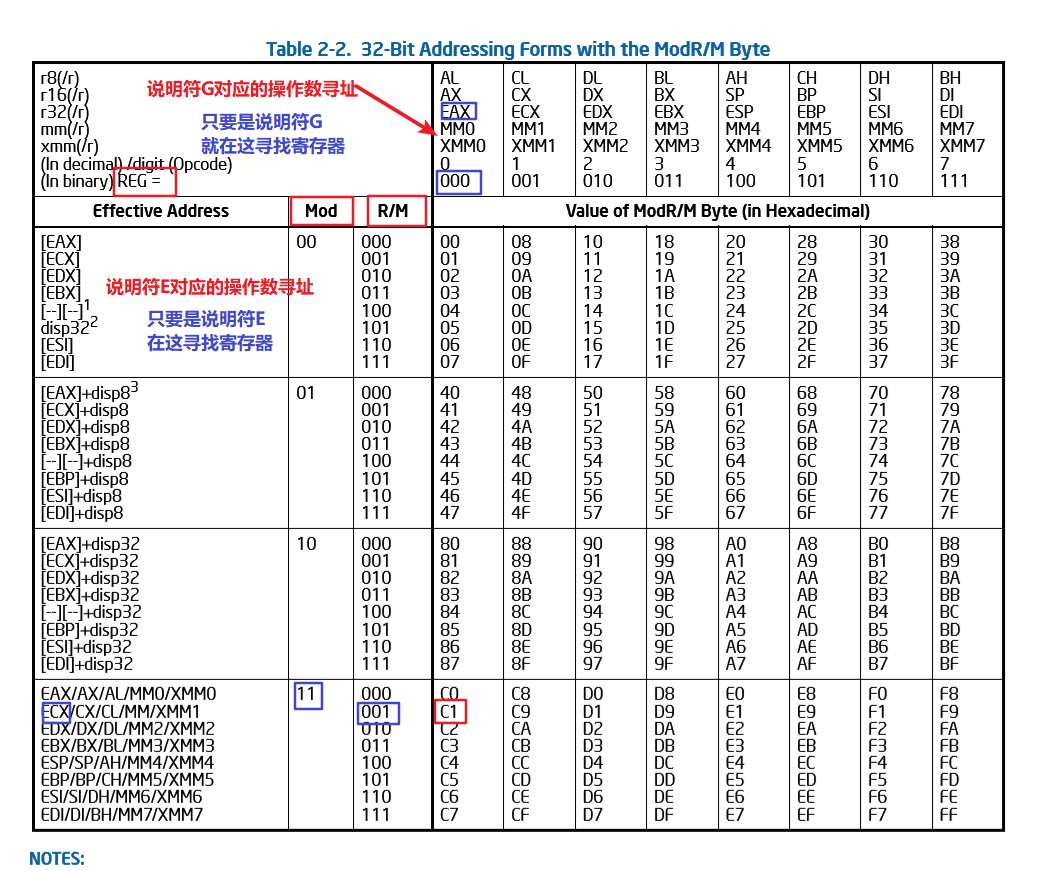 Table 2-2. 32-Bit Addressing Forms with the ModR/M Byte
r8(/r) AL CL DL BL AH CH DH BH
r16(/r) AX CX DX BX SP BP SI DI
r32(/r) EAX ECX EDX EBX ESP EBP ESI EDI
mm(/r) MM0 MM1 MM2 MM3 MM4 MM5 MM6 MM7
xmm(/r) XMM0 XMM1 XMM2 XMM3 XMM4 XMM5 XMM6 XMM7
(In decimal) /digit (Opcode) 0 1 2 3 4 5 6 7
(In binary) REG = 000 001 010 011 100 101 110 111
说明符G对应的操作数寻址
只要是说明符G
就在这寻找寄存器
Effective Address Mod R/M Value of ModR/M Byte (in Hexadecimal)
[EAX] 00 000 00 08 10 18 20 28 30 38
[ECX] 001 01 09 11 19 21 29 31 39
[EDX] 010 02 0A 12 1A 22 2A 32 3A
[EBX] 011 03 0B 13 1B 23 2B 33 3B
[--][--]1 100 04 0C 14 1C 24 2C 34 3C
disp322 101 05 0D 15 1D 25 2D 35 3D
[ESI] 110 06 0E 16 1E 26 2E 36 3E
[EDI] 111 07 0F 17 1F 27 2F 37 3F
说明符E对应的操作数寻址
只要是说明符E
在这寻找寄存器
[EAX]+disp83 01 000 40 48 50 58 60 68 70 78
[ECX]+disp8 001 41 49 51 59 61 69 71 79
[EDX]+disp8 010 42 4A 52 5A 62 6A 72 7A
[EBX]+disp8 011 43 4B 53 5B 63 6B 73 7B
[--][--]+disp8 100 44 4C 54 5C 64 6C 74 7C
[EBP]+disp8 101 45 4D 55 5D 65 6D 75 7D
[ESI]+disp8 110 46 4E 56 5E 66 6E 76 7E
[EDI]+disp8 111 47 4F 57 5F 67 6F 77 7F
[EAX]+disp32 10 000 80 88 90 98 A0 A8 B0 B8
[ECX]+disp32 001 81 89 91 99 A1 A9 B1 B9
[EDX]+disp32 010 82 8A 92 9A A2 AA B2 BA
[EBX]+disp32 011 83 8B 93 9B A3 AB B3 BB
[--][--]+disp32 100 84 8C 94 9C A4 AC B4 BC
[EBP]+disp32 101 85 8D 95 9D A5 AD B5 BD
[ESI]+disp32 110 86 8E 96 9E A6 AE B6 BE
[EDI]+disp32 111 87 8F 97 9F A7 AF B7 BF
EAX/AX/AL/MM0/XMM0 11 000 C0 C8 D0 D8 E0 E8 F0 F8
ECX/CX/CL/MM/XMM1 001 C1 C9 D1 D9 E1 E9 F1 F9
EDX/DX/DL/MM2/XMM2 010 C2 CA D2 DA E2 EA F2 FA
EBX/BX/BL/MM3/XMM3 011 C3 CB D3 DB E3 EB F3 FB
ESP/SP/AH/MM4/XMM4 100 C4 CC D4 DC E4 EC F4 FC
EBP/BP/CH/MM5/XMM5 101 C5 CD D5 DD E5 ED F5 FD
ESI/SI/DH/MM6/XMM6 110 C6 CE D6 DE E6 EE F6 FE
EDI/DI/BH/MM7/XMM7 111 C7 CF D7 DF E7 EF F7 FF
NOTES: